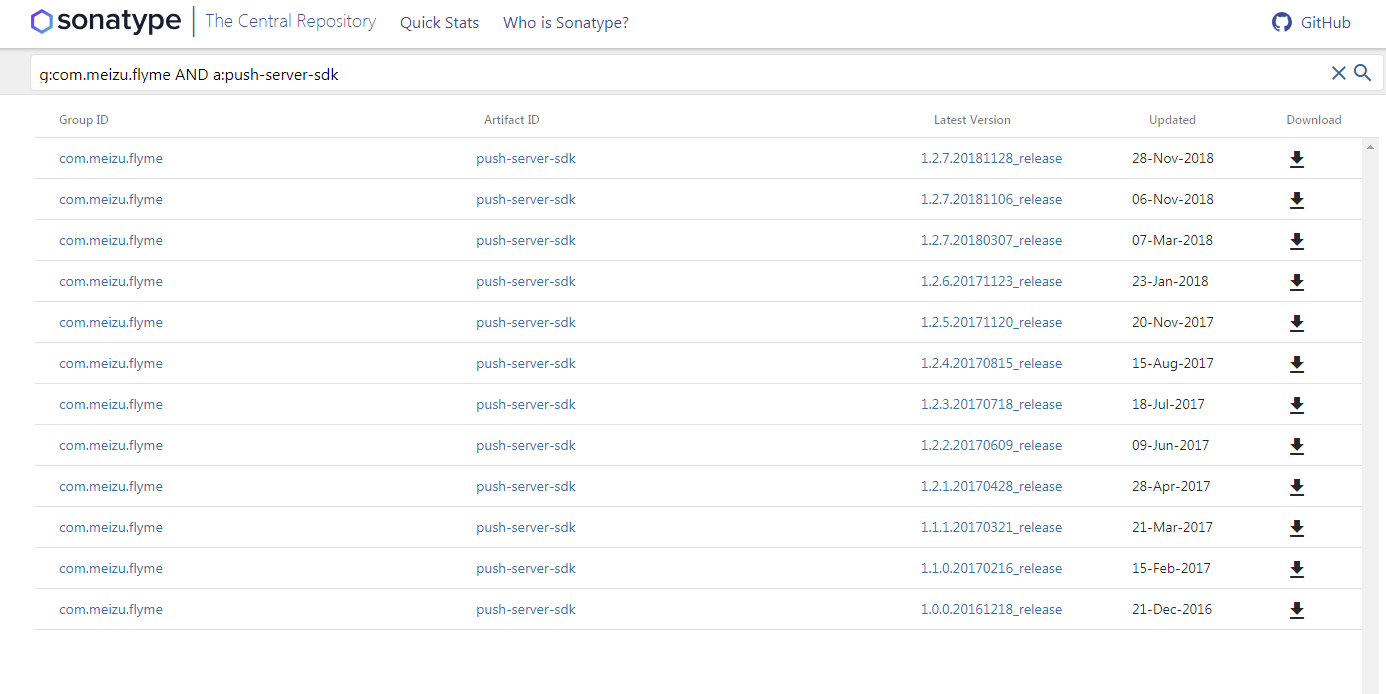 sonatype The Central Repository Quick Stats Who is Sonatype? GitHub
g:com.meizu.flyme AND a:push-server-sdk
Group ID Artifact ID Latest Version Updated Download
com.meizu.flyme push-server-sdk 1.2.7.20181128_release 28-Nov-2018
com.meizu.flyme push-server-sdk 1.2.7.20181106_release 06-Nov-2018
com.meizu.flyme push-server-sdk 1.2.7.20180307_release 07-Mar-2018
com.meizu.flyme push-server-sdk 1.2.6.20171123_release 23-Jan-2018
com.meizu.flyme push-server-sdk 1.2.5.20171120_release 20-Nov-2017
com.meizu.flyme push-server-sdk 1.2.4.20170815_release 15-Aug-2017
com.meizu.flyme push-server-sdk 1.2.3.20170718_release 18-Jul-2017
com.meizu.flyme push-server-sdk 1.2.2.20170609_release 09-Jun-2017
com.meizu.flyme push-server-sdk 1.2.1.20170428_release 28-Apr-2017
com.meizu.flyme push-server-sdk 1.1.1.20170321_release 21-Mar-2017
com.meizu.flyme push-server-sdk 1.1.0.20170216_release 15-Feb-2017
com.meizu.flyme push-server-sdk 1.0.0.20161218_release 21-Dec-2016